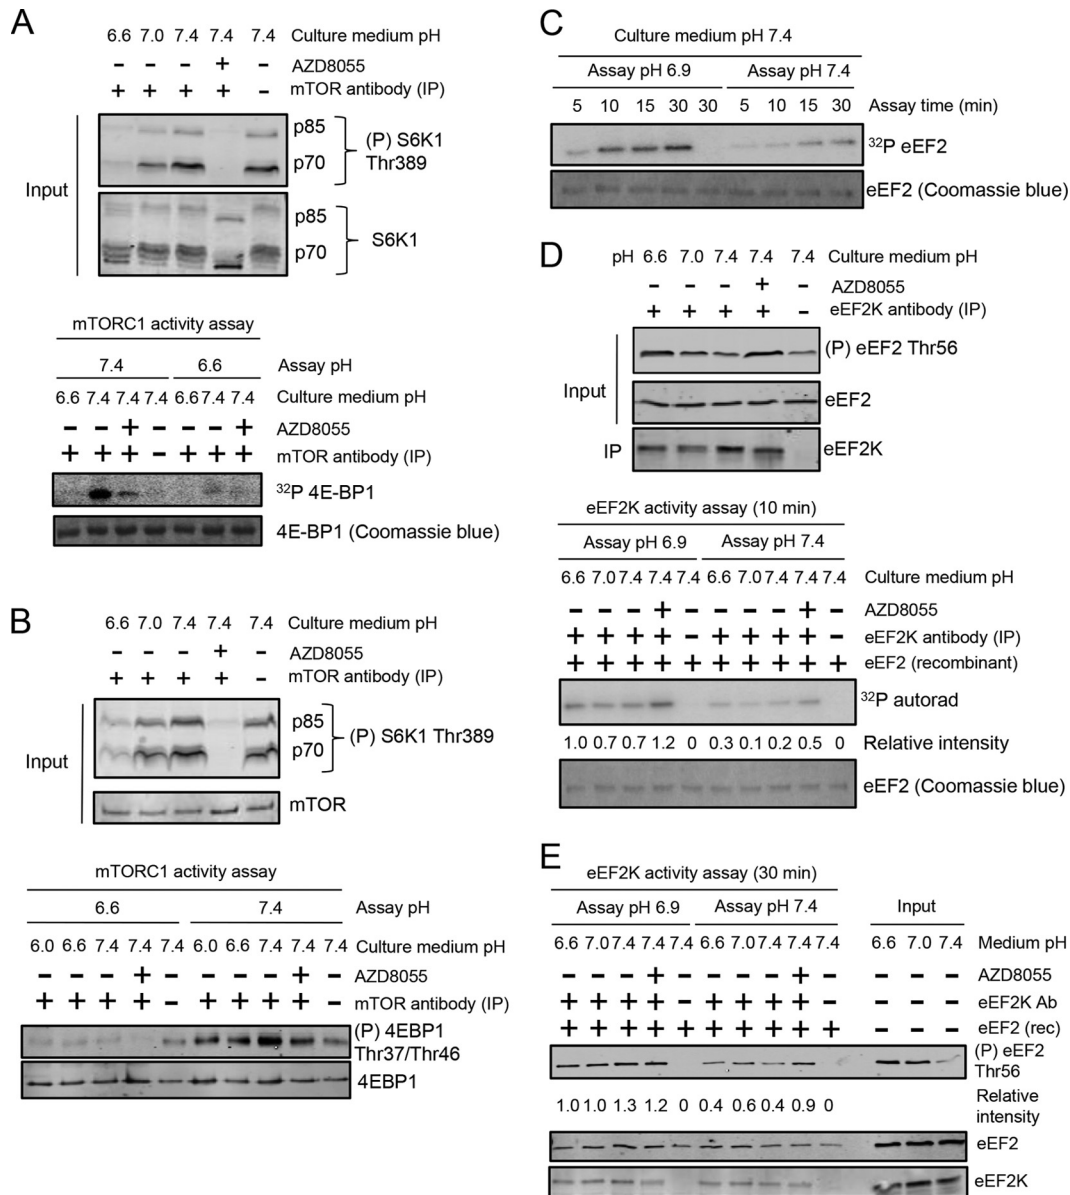 A
6.6 7.0 7.4 7.4 7.4 Culture medium pH
- - - + - AZD8055
+ + + + - mTOR antibody (IP)
Input
p85
p70
(P) S6K1
Thr389
p85
p70
S6K1
mTORC1 activity assay
7.4 6.6 Assay pH
6.6 7.4 7.4 7.4 6.6 7.4 7.4 Culture medium pH
- - + - - - + AZD8055
+ + + - + + + mTOR antibody (IP)
32P 4E-BP1
4E-BP1 (Coomassie blue)
B
6.6 7.0 7.4 7.4 7.4 Culture medium pH
- - - + - AZD8055
+ + + + - mTOR antibody (IP)
Input
p85
p70
(P) S6K1 Thr389
mTOR
mTORC1 activity assay
6.6 7.4 Assay pH
6.0 6.6 7.4 7.4 7.4 6.0 6.6 7.4 7.4 7.4 Culture medium pH
- - - + - - - - + - AZD8055
+ + + + - + + + + - mTOR antibody (IP)
(P) 4EBP1
Thr37/Thr46
4EBP1
C
Culture medium pH 7.4
Assay pH 6.9 Assay pH 7.4
5 10 15 30 30 5 10 15 30 Assay time (min)
32P eEF2
eEF2 (Coomassie blue)
D
pH 6.6 7.0 7.4 7.4 7.4 Culture medium pH
- - - + - AZD8055
+ + + + - eEF2K antibody (IP)
Input
(P) eEF2 Thr56
eEF2
IP
eEF2K
eEF2K activity assay (10 min)
Assay pH 6.9 Assay pH 7.4
6.6 7.0 7.4 7.4 7.4 6.6 7.0 7.4 7.4 7.4 Culture medium pH
- - - + - - - - + - AZD8055
+ + + + - + + + + - eEF2K antibody (IP)
+ + + + + + + + + + eEF2 (recombinant)
32P autorad
1.0 0.7 0.7 1.2 0 0.3 0.1 0.2 0.5 0 Relative intensity
eEF2 (Coomassie blue)
E
eEF2K activity assay (30 min)
Assay pH 6.9 Assay pH 7.4 Input
6.6 7.0 7.4 7.4 7.4 6.6 7.0 7.4 7.4 7.4 6.6 7.0 7.4 Medium pH
- - - + - - - - + - - - - AZD8055
+ + + + - + + + + - - - - eEF2K Ab
+ + + + + + + + + + - - - eEF2 (rec)
(P) eEF2
Thr56
1.0 1.0 1.3 1.2 0 0.4 0.6 0.4 0.9 0 Relative
intensity
eEF2
eEF2K